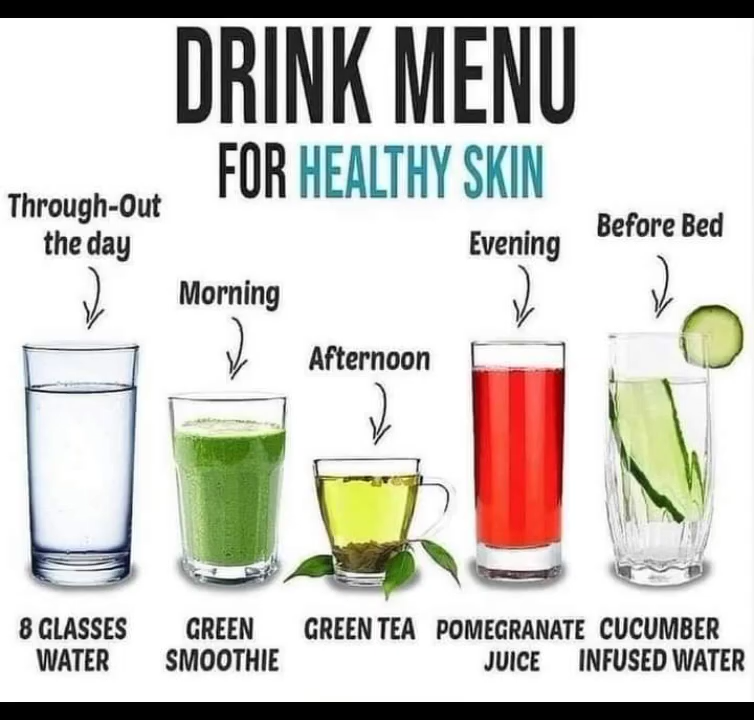 DRINK MENU
FOR HEALTHY SKIN
Through-Out
the day
Morning
Afternoon
Evening
Before Bed
8 GLASSES
WATER
GREEN
SMOOTHIE
GREEN TEA
POMEGRANATE
JUICE
CUCUMBER
INFUSED WATER